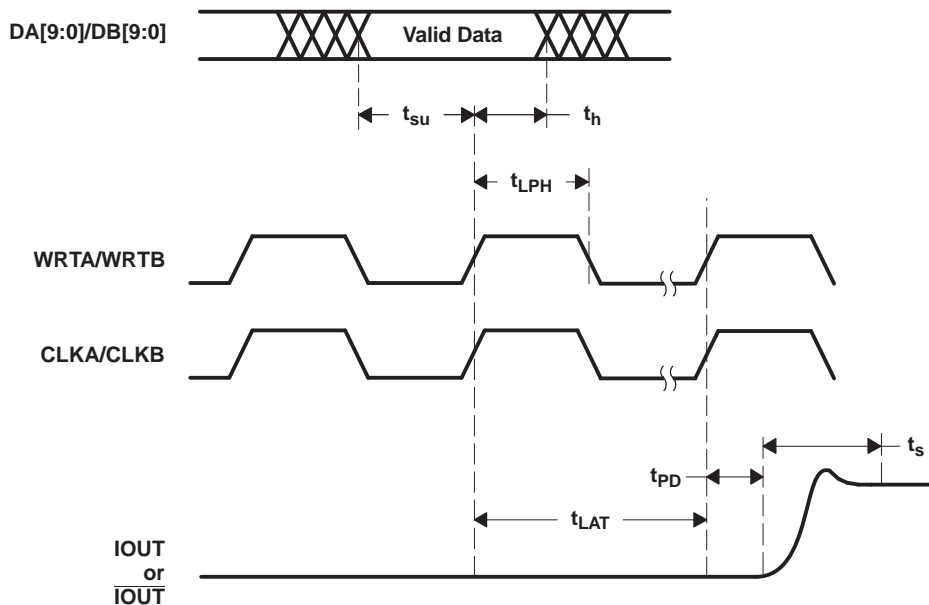 DA[9:0]/DB[9:0]
Valid Data
tsu
th
tLPH
WRTA/WRTB
CLKA/CLKB
ts
tPD
tLAT
IOUT
or
IOUT